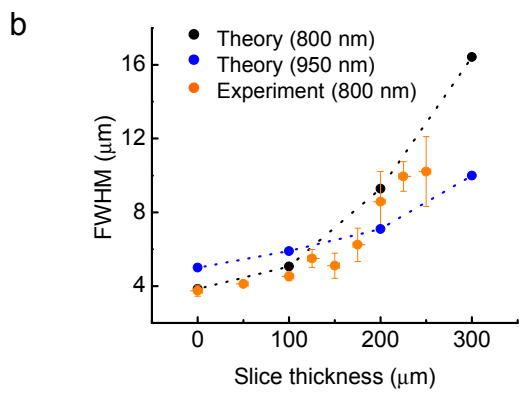 b
Theory (800 nm)
Theory (950 nm)
Experiment (800 nm)
FWHM (μm)
16
12
8
4
0 100 200 300
Slice thickness (μm)